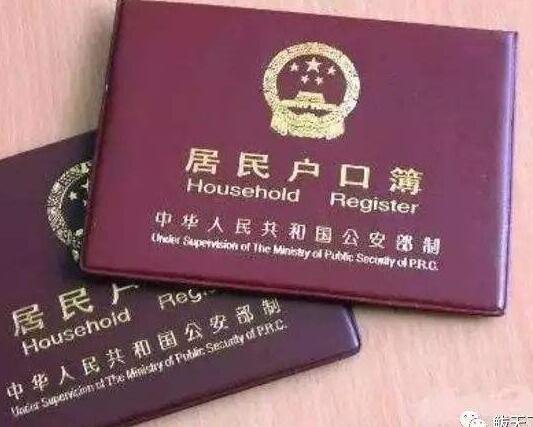 居民户口簿
Household Register
中华人民共和国公安部制
Under Supervision of The Ministry of Public Security of P.R.C.
居民户
Household Regis
中华人民共和国公安部制
Under Supervision of The Ministry of Public Security of P.R.C.